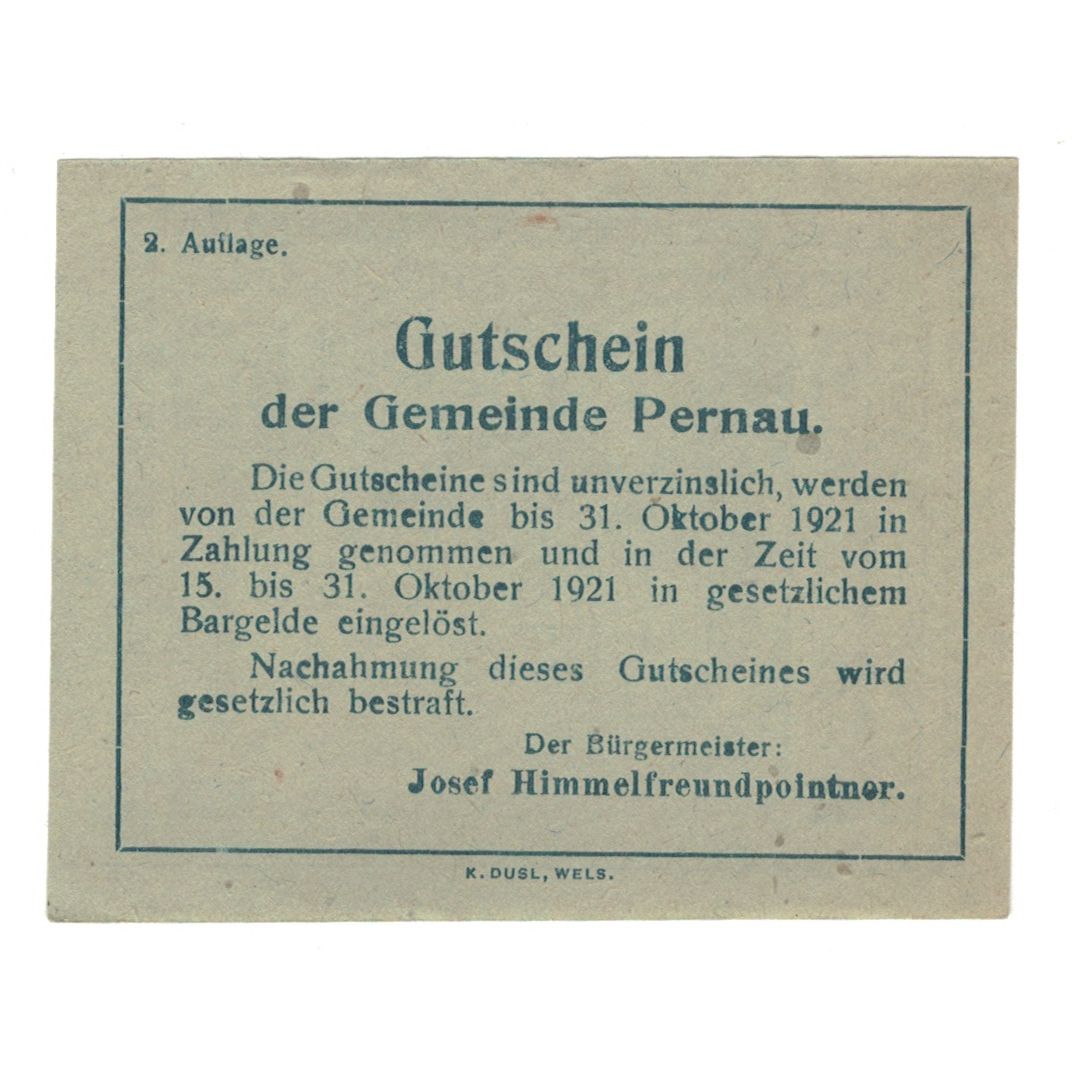 2. Auflage.
Gutschein
der Gemeinde Pernau.
Die Gutscheine sind unverzinslich, werden
von der Gemeinde bis 31. Oktober 1921 in
Zahlung genommen und in der Zeit vom
15. bis 31. Oktober 1921 in gesetzlichem
Bargelde eingelöst.
Nachahmung dieses Gutscheines wird
gesetzlich bestraft.
Der Bürgermeister:
Josef Himmelfreundpointner.
K. DUSL, WELS.